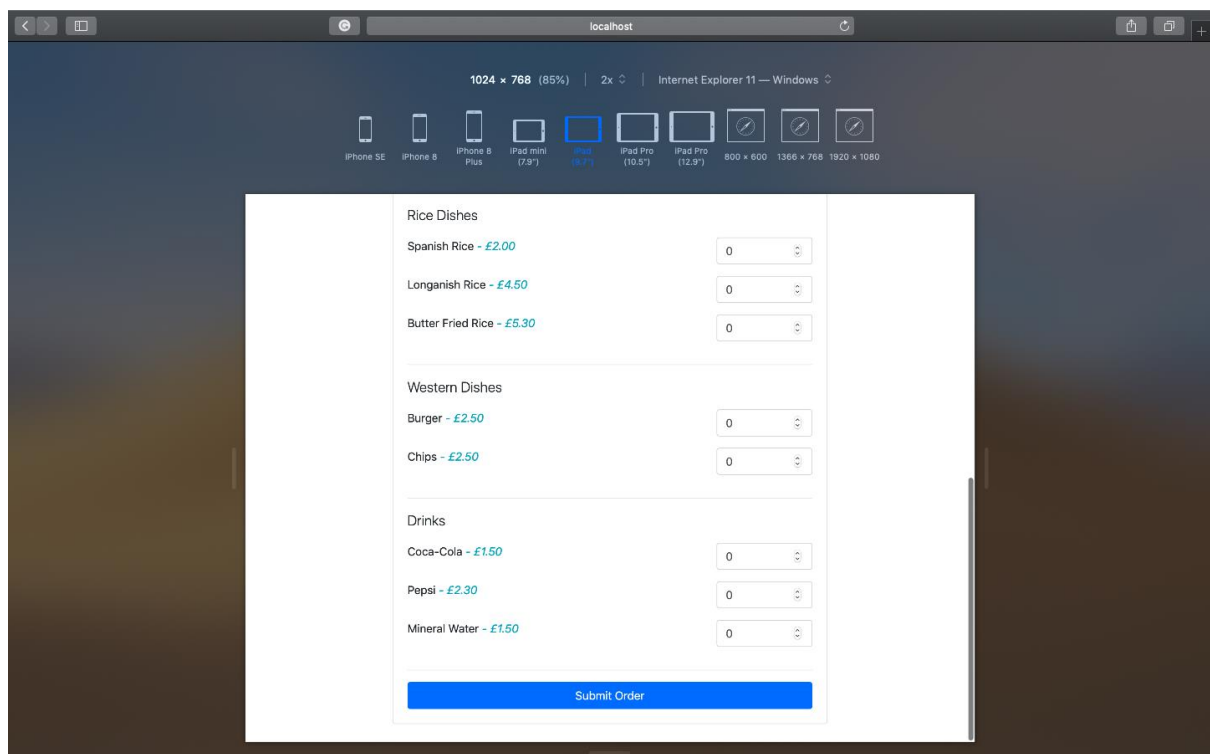 localhost
1024 × 768 (85%) 2x Internet Explorer 11 — Windows
iPhone SE
iPhone 8
iPhone 8 Plus
iPad mini (7.9")
iPad (9.7")
iPad Pro (10.5")
iPad Pro (12.9")
800 × 600
1366 × 768
1920 × 1080
Rice Dishes
Spanish Rice - £2.00 0
Longanish Rice - £4.50 0
Butter Fried Rice - £5.30 0
Western Dishes
Burger - £2.50 0
Chips - £2.50 0
Drinks
Coca-Cola - £1.50 0
Pepsi - £2.30 0
Mineral Water - £1.50 0
Submit Order